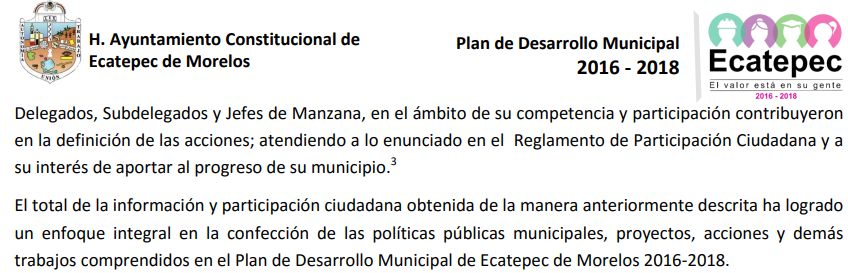 H. Ayuntamiento Constitucional de
Ecatepec de Morelos
Plan de Desarrollo Municipal
2016 - 2018
Ecatepec
El valor está en su gente
2016 - 2018
Delegados, Subdelegados y Jefes de Manzana, en el ámbito de su competencia y participación contribuyeron
en la definición de las acciones; atendiendo a lo enunciado en el Reglamento de Participación Ciudadana y a
su interés de aportar al progreso de su municipio.3
El total de la información y participación ciudadana obtenida de la manera anteriormente descrita ha logrado
un enfoque integral en la confección de las políticas públicas municipales, proyectos, acciones y demás
trabajos comprendidos en el Plan de Desarrollo Municipal de Ecatepec de Morelos 2016-2018.